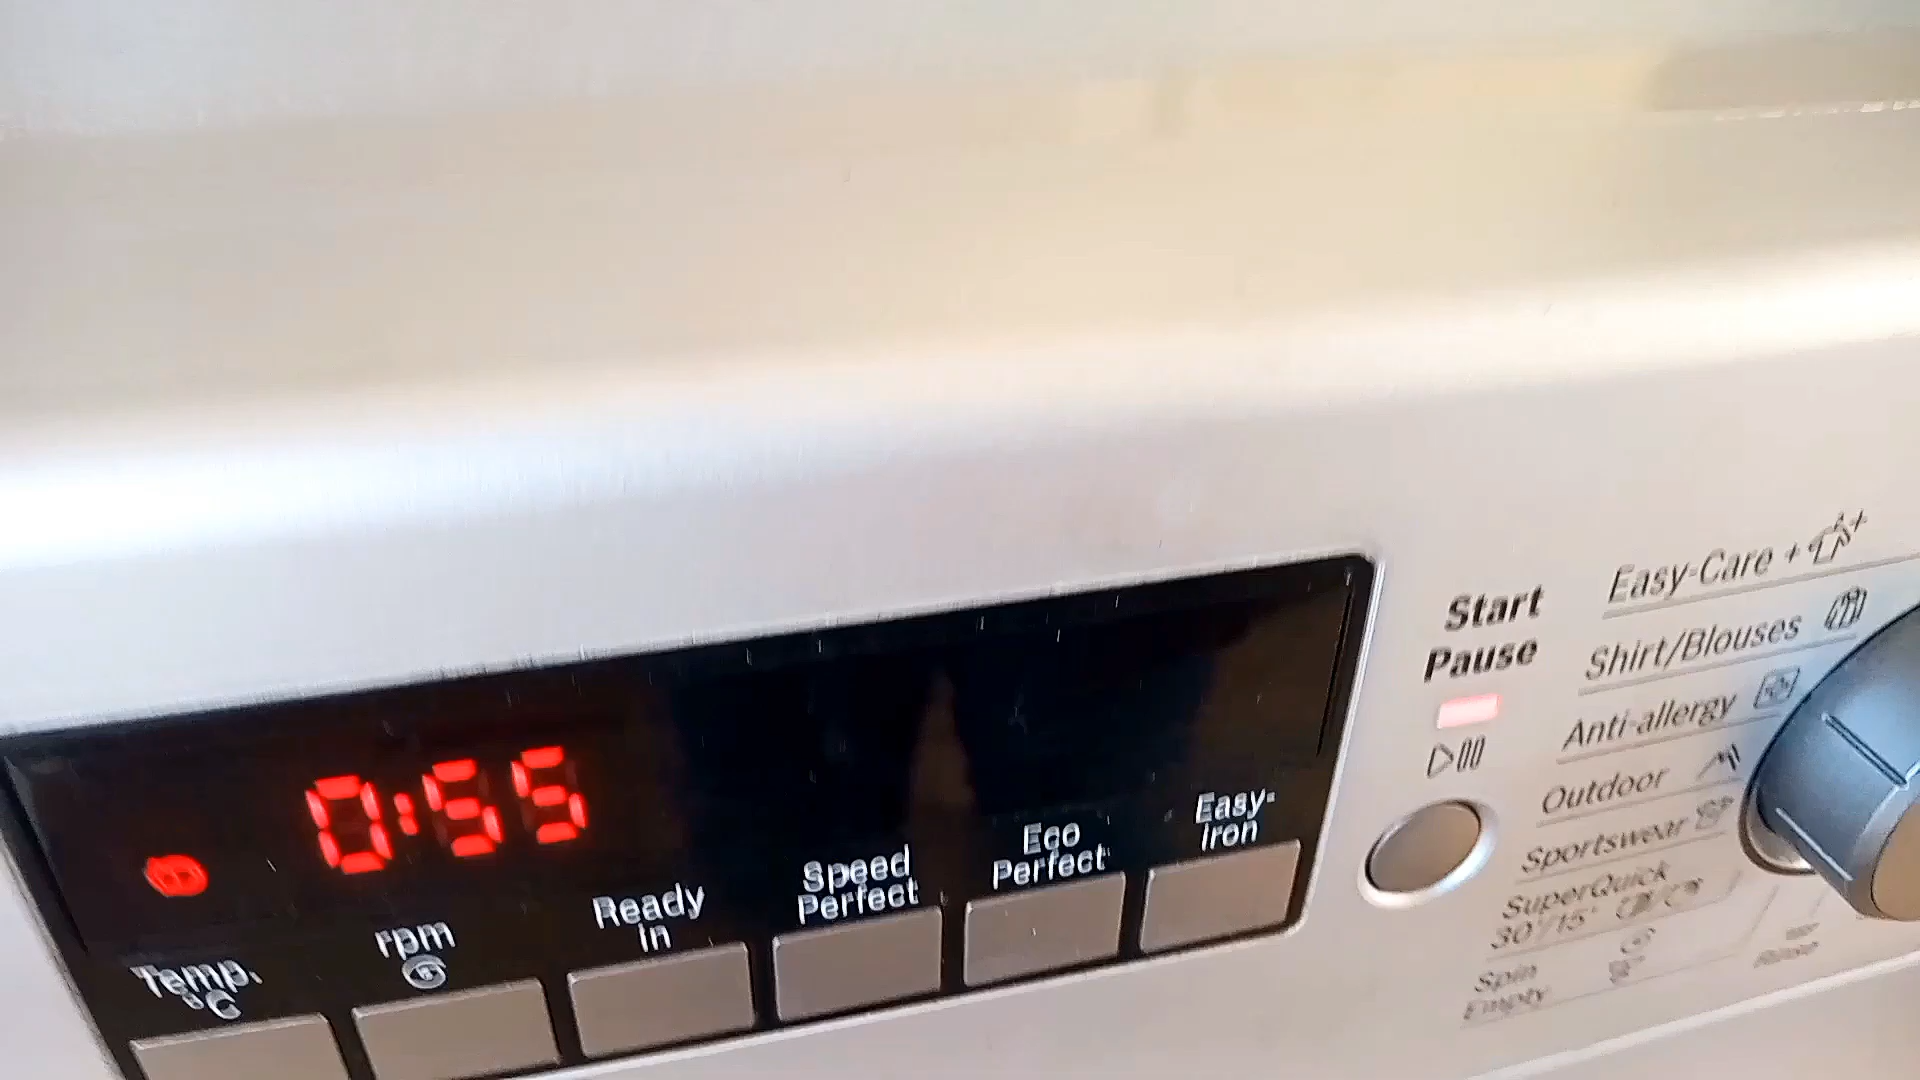 0:55
Temp.
°C
rpm
Ready
in
Speed
Perfect
Eco
Perfect
Easy-
Iron
Start
Pause
Easy-Care +
Shirt/Blouses
Anti-allergy
Outdoor
Sportswear
SuperQuick
30'/15'
Spin
Empty
Rinse